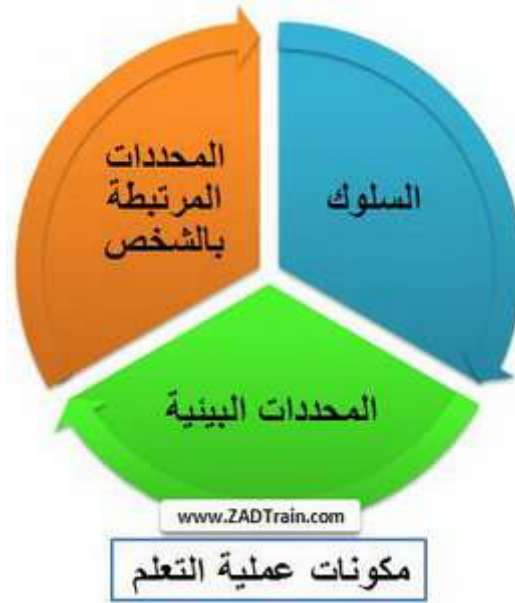 السلوك
المحددات
المرتبطة
بالشخص
المحددات البيئية
www.ZADTrain.com
مكونات عملية التعلم